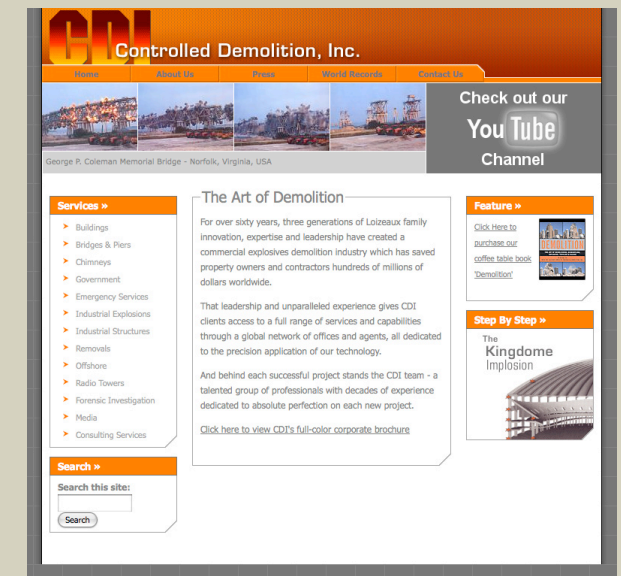 CDI
Controlled Demolition, Inc.
Home About Us Press World Records Contact Us
George P. Coleman Memorial Bridge - Norfolk, Virginia, USA
Check out our
YouTube
Channel
Services »
Buildings
Bridges & Piers
Chimneys
Government
Emergency Services
Industrial Explosions
Industrial Structures
Removals
Offshore
Radio Towers
Forensic Investigation
Media
Consulting Services
Search »
Search this site:
Search
The Art of Demolition
For over sixty years, three generations of Loizeaux family
innovation, expertise and leadership have created a
commercial explosives demolition industry which has saved
property owners and contractors hundreds of millions of
dollars worldwide.
That leadership and unparalleled experience gives CDI
clients access to a full range of services and capabilities
through a global network of offices and agents, all dedicated
to the precision application of our technology.
And behind each successful project stands the CDI team - a
talented group of professionals with decades of experience
dedicated to absolute perfection on each new project.
Click here to view CDI's full-color corporate brochure
Feature »
Click Here to
purchase our
coffee table book
'Demolition'
DEMOLITION
Step By Step »
The
Kingdome
Implosion